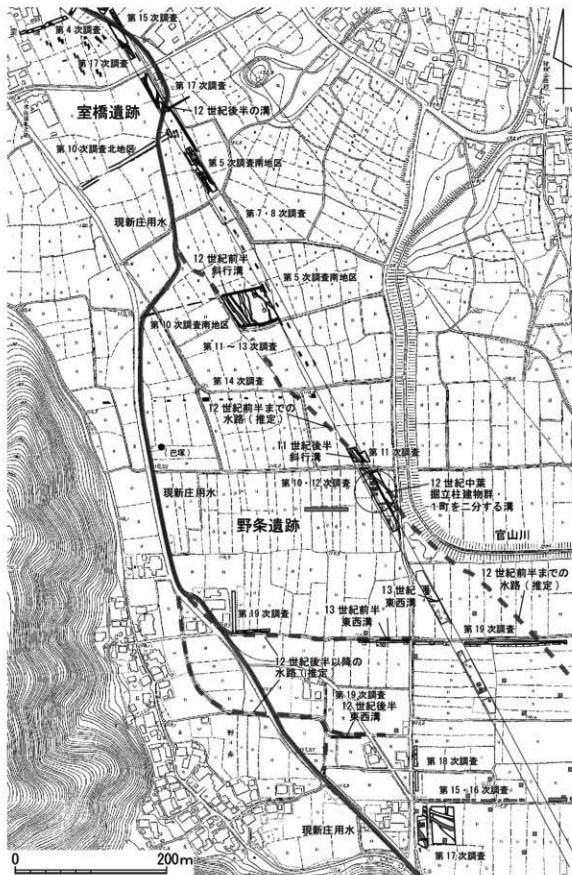 第15次調査
第4次調査
第17次調査
第17次調査
室橋遺跡
12世紀後半の溝
第10次調査北地区
第5次調査南地区
現新庄用水
第7・8次調査
12世紀前半
斜行溝
第5次調査南地区
第10次調査南地区
第11～13次調査
第14次調査
12世紀前半までの
水路(推定)
11世紀後半
斜行溝
第11次調査
(巴塚)
現新庄用水
第10・12次調査
12世紀中葉
掘立柱建物群・
1町を二分する溝
野条遺跡
官山川
12世紀前半までの
水路(推定)
13世紀
溝
13世紀前半
東西溝
第19次調査
第19次調査
12世紀後半以降の
水路(推定)
第19次調査
12世紀後半
東西溝
第18次調査
第15・16次調査
現新庄用水
第17次調査
0
200m